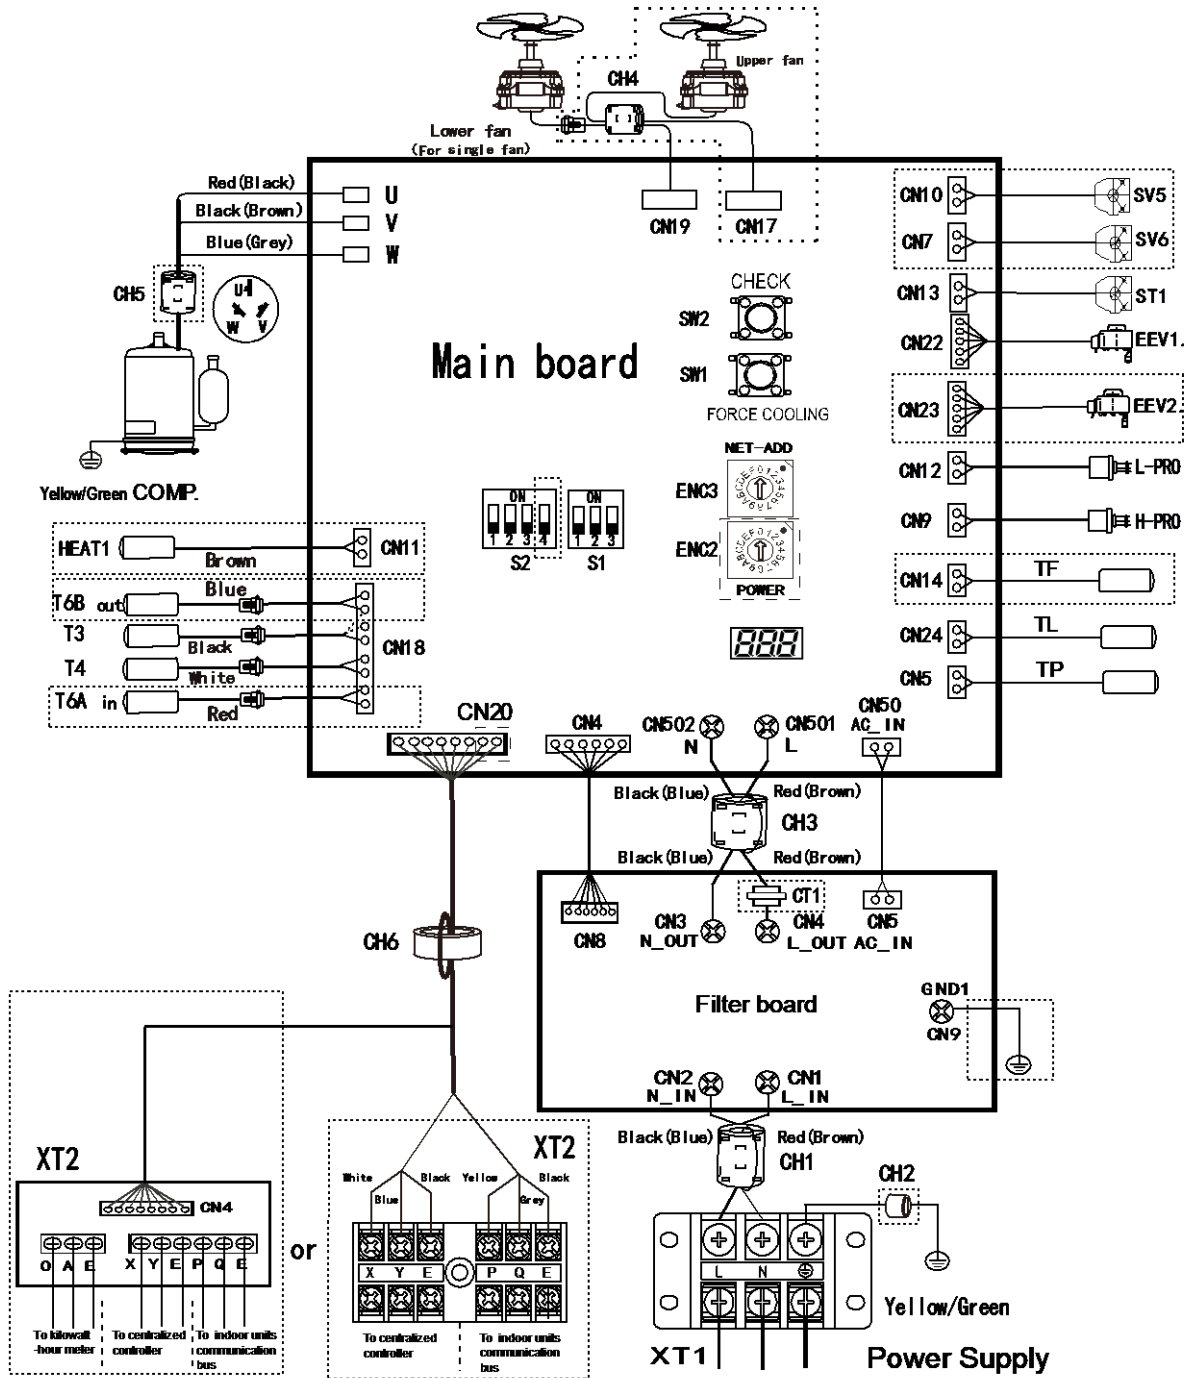 Upper fan
CH4
Lower fan
(For single fan)
Red(Black)
U
Black(Brown)
V
Blue(Grey)
W
CN19
CN17
CN10
SV5
CN7
SV6
CN13
ST1
CN22
EEV1.
CN23
EEV2.
CN12
L-PRO
CN9
H-PRO
CN14
TF
CN24
TL
CN5
TP
CH5
U
W V
Yellow/Green COMP.
CHECK
SW2
Main board
SW1
FORCE COOLING
NET-ADD
ENC3
ENC2
POWER
ON
1 2 3 4
S2
ON
1 2 3
S1
888
HEAT1
Brown
CN11
Blue
T6B out
T3
Black
CN18
T4
White
T6A in
Red
CN20
CN4
CN502
N
CN501
L
CN50
AC_IN
Black(Blue)
Red(Brown)
CH3
Black(Blue)
Red(Brown)
CT1
CN8
CN3
N_OUT
CN4
L_OUT
CN5
AC_IN
CH6
Filter board
GND1
CN9
CN2
N_IN
CN1
L_IN
Black(Blue)
Red(Brown)
CH1
CH2
XT2
CN4
O A E
X Y E P Q E
To kilowatt
-hour meter
To centralized
controller
To indoor units
communication
bus
or
XT2
White
Black
Yellow
Black
Blue
Grey
X Y E
P Q E
To centralized
controller
To indoor units
communication
bus
L N
Yellow/Green
XT1
Power Supply